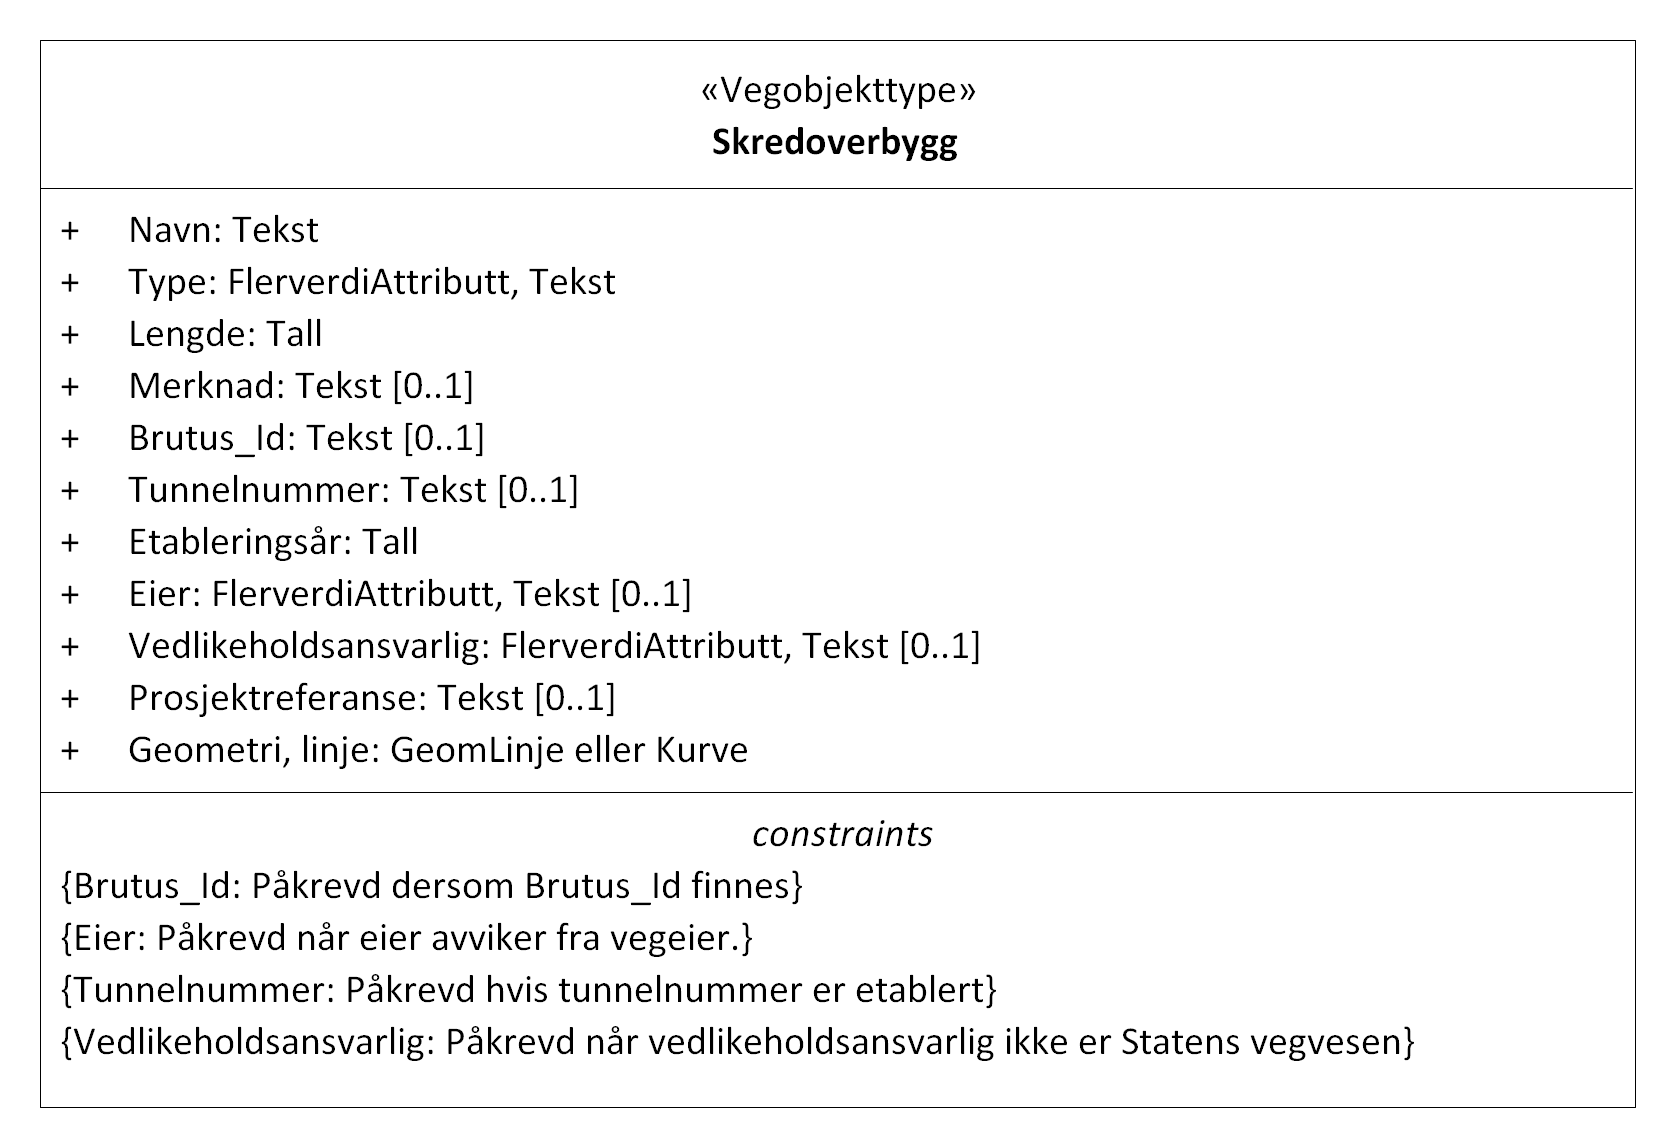 «Vegobjekttype»
Skredoverbygg
+ Navn: Tekst
+ Type: FlerverdiAttributt, Tekst
+ Lengde: Tall
+ Merknad: Tekst [0..1]
+ Brutus_Id: Tekst [0..1]
+ Tunnelnummer: Tekst [0..1]
+ Etableringsår: Tall
+ Eier: FlerverdiAttributt, Tekst [0..1]
+ Vedlikeholdsansvarlig: FlerverdiAttributt, Tekst [0..1]
+ Prosjektreferanse: Tekst [0..1]
+ Geometri, linje: GeomLinje eller Kurve
constraints
{Brutus_Id: Påkrevd dersom Brutus_Id finnes}
{Eier: Påkrevd når eier avviker fra vegeier.}
{Tunnelnummer: Påkrevd hvis tunnelnummer er etablert}
{Vedlikeholdsansvarlig: Påkrevd når vedlikeholdsansvarlig ikke er Statens vegvesen}